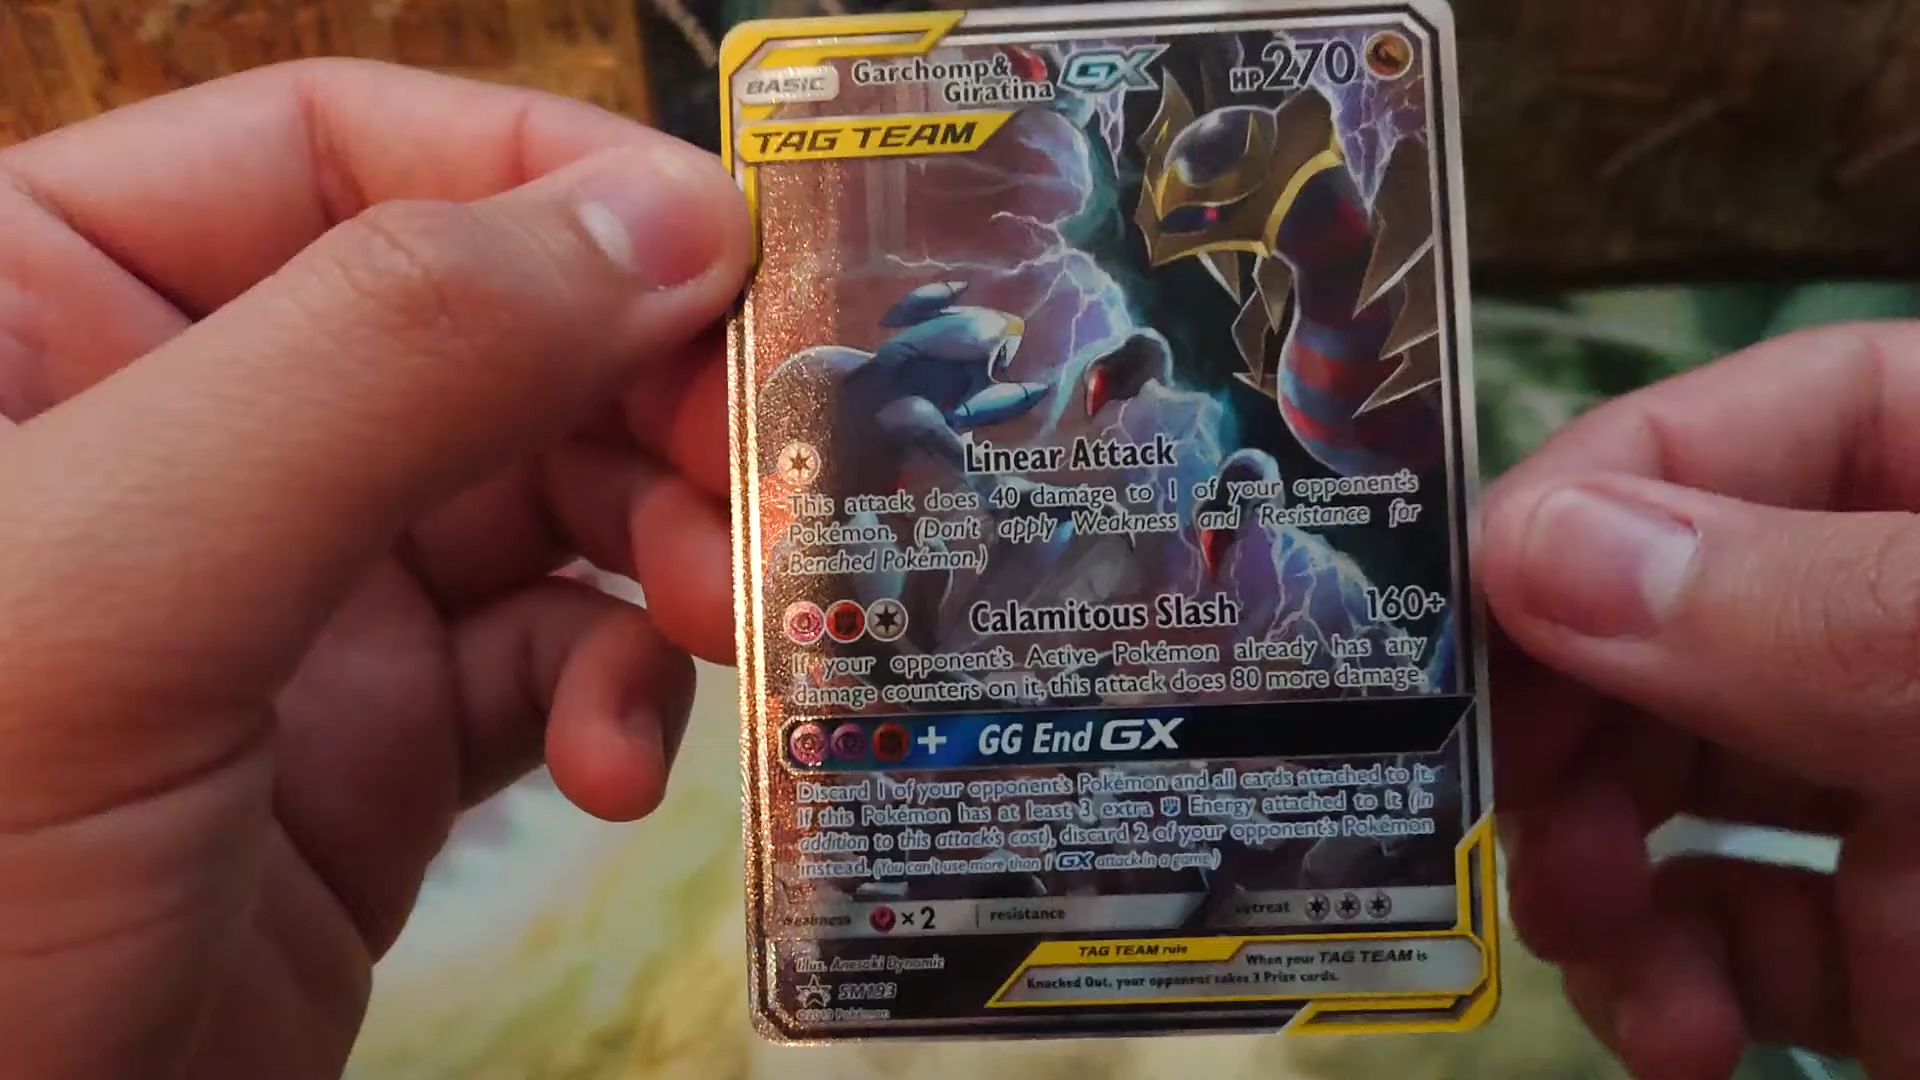 BASIC
Garchomp&
Giratina GX
HP270
TAG TEAM
Linear Attack
This attack does 40 damage to 1 of your opponent's
Pokémon. (Don't apply Weakness and Resistance for
Benched Pokémon.)
Calamitous Slash 160+
If your opponent's Active Pokémon already has any
damage counters on it, this attack does 80 more damage.
+ GG End GX
Discard 1 of your opponent's Pokémon and all cards attached to it.
If this Pokémon has at least 3 extra Energy attached to it (in
addition to this attack's cost), discard 2 of your opponent's Pokémon
instead. (You can't use more than 1 GX attack in a game.)
weakness ×2 resistance retreat
TAG TEAM rule
When your TAG TEAM is
Knocked Out, your opponent takes 3 Prize cards.
Illus. Anesaki Dynamic
SM193
©2019 Pokémon